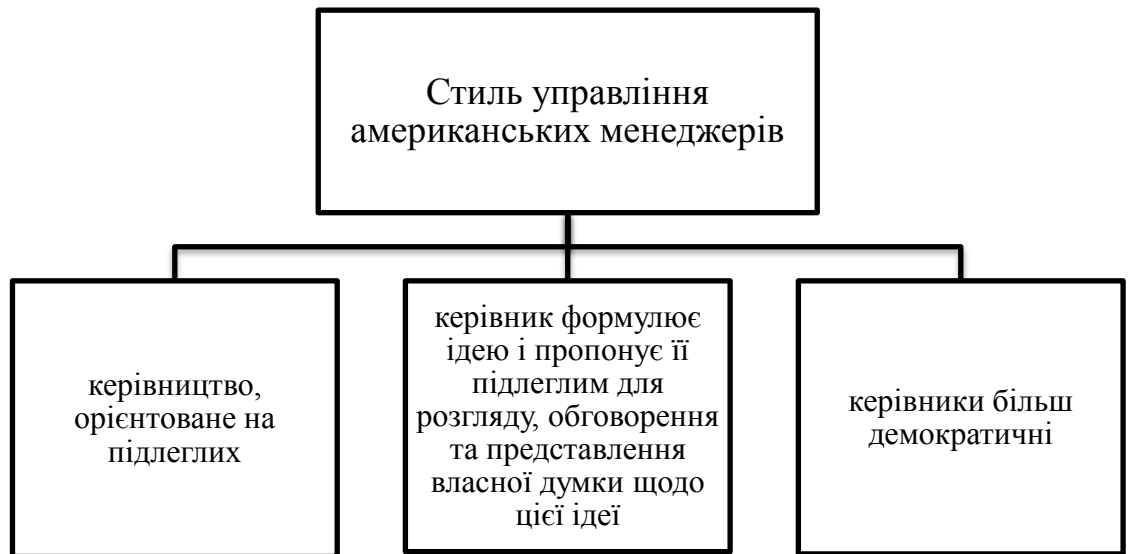 Стиль управління
американських менеджерів
керівництво,
орієнтоване на
підлеглих
керівник формулює
ідею і пропонує її
підлеглим для
розгляду, обговорення
та представлення
власної думки щодо
цієї ідеї
керівники більш
демократичні